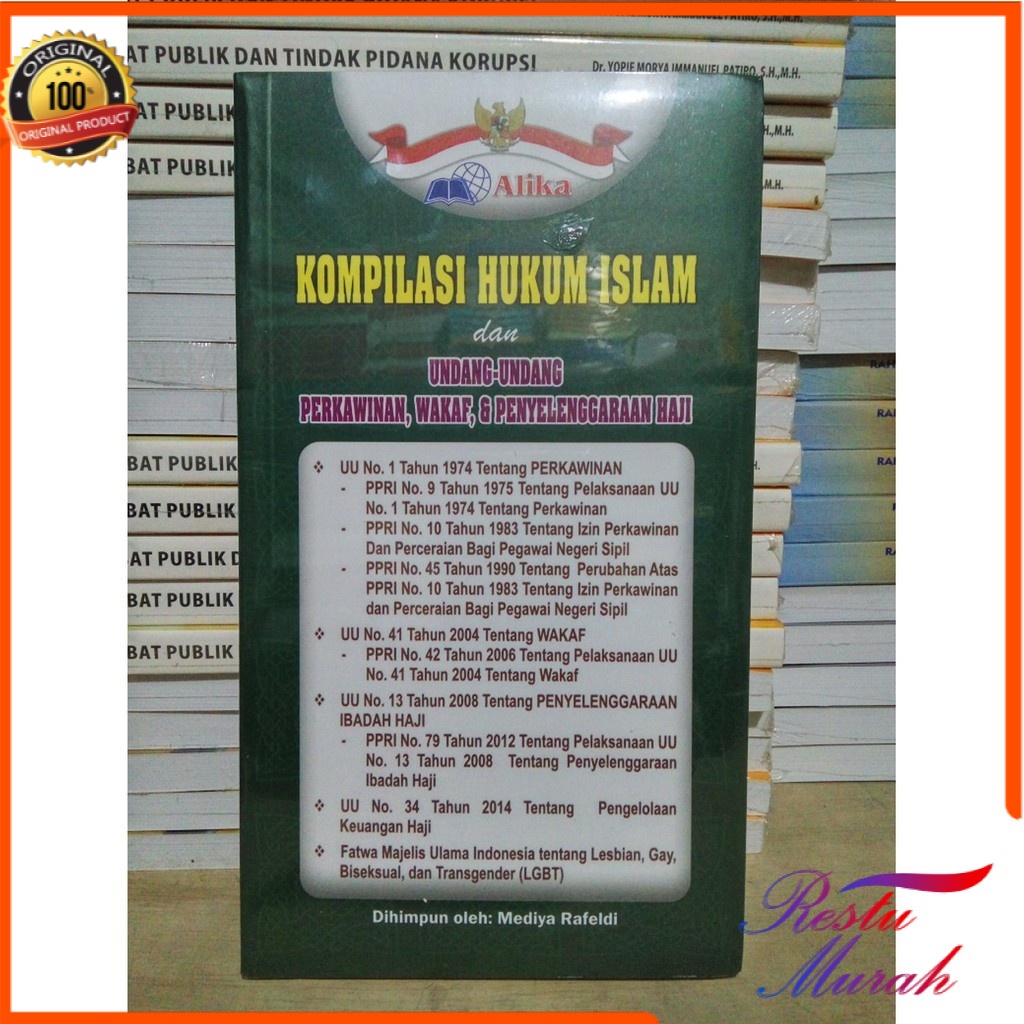 ORIGINAL
100%
ORIGINAL PRODUCT
BAT PUBLIK DAN TINDAK PIDANA KORUPSI
Dr. YOPIE MORYA IMMANUEL PATIRO, S.H.,M.H.
AT PUBLIK
H.,M.H.
BAT PUBLIK
M.H.
Alika
KOMPILASI HUKUM ISLAM
dan
UNDANG-UNDANG
PERKAWINAN, WAKAF, & PENYELENGGARAAN HAJI
❖ UU No. 1 Tahun 1974 Tentang PERKAWINAN
- PPRI No. 9 Tahun 1975 Tentang Pelaksanaan UU
No. 1 Tahun 1974 Tentang Perkawinan
- PPRI No. 10 Tahun 1983 Tentang Izin Perkawinan
Dan Perceraian Bagi Pegawai Negeri Sipil
- PPRI No. 45 Tahun 1990 Tentang Perubahan Atas
PPRI No. 10 Tahun 1983 Tentang Izin Perkawinan
dan Perceraian Bagi Pegawai Negeri Sipil
❖ UU No. 41 Tahun 2004 Tentang WAKAF
- PPRI No. 42 Tahun 2006 Tentang Pelaksanaan UU
No. 41 Tahun 2004 Tentang Wakaf
❖ UU No. 13 Tahun 2008 Tentang PENYELENGGARAAN
IBADAH HAJI
- PPRI No. 79 Tahun 2012 Tentang Pelaksanaan UU
No. 13 Tahun 2008 Tentang Penyelenggaraan
Ibadah Haji
❖ UU No. 34 Tahun 2014 Tentang Pengelolaan
Keuangan Haji
❖ Fatwa Majelis Ulama Indonesia tentang Lesbian, Gay,
Biseksual, dan Transgender (LGBT)
Dihimpun oleh: Mediya Rafeldi
BAT PUBLIK
AT PUBLIK D
BAT PUBLIK
BAT PUBLIK
RAH
RA
RA
RA
Restu
Murah